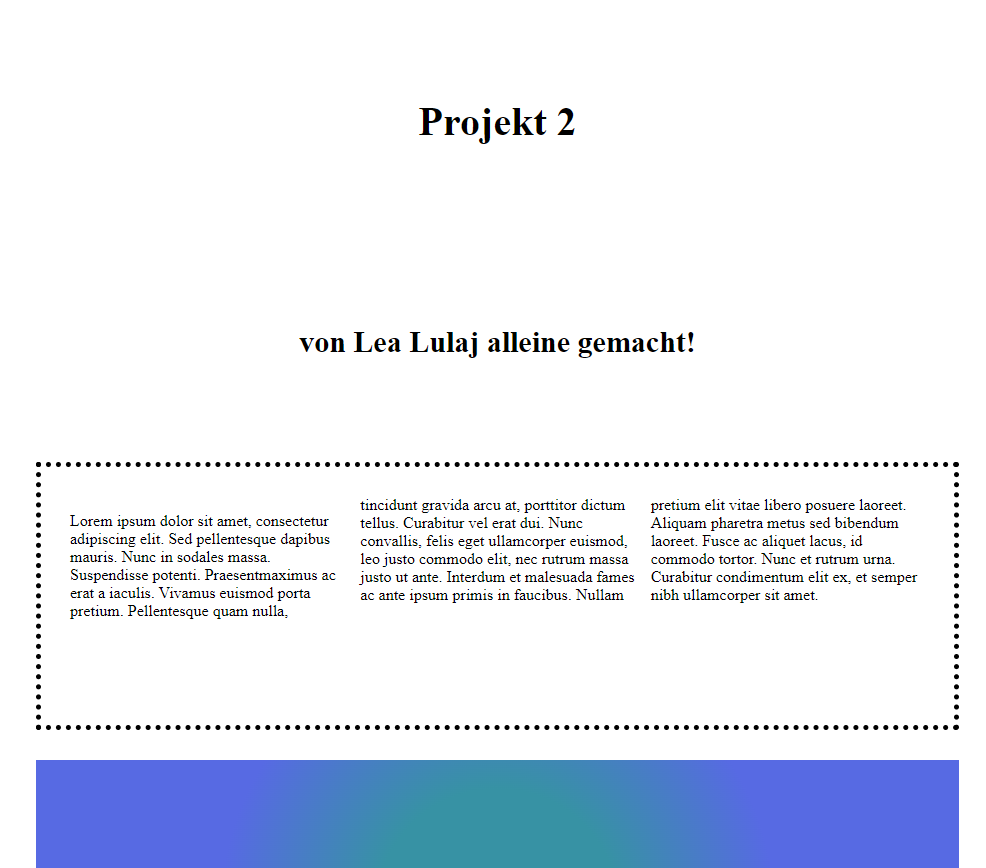 Projekt 2
von Lea Lulaj alleine gemacht!
Lorem ipsum dolor sit amet, consectetur
adipiscing elit. Sed pellentesque dapibus
mauris. Nunc in sodales massa.
Suspendisse potenti. Praesentmaximus ac
erat a iaculis. Vivamus euismod porta
pretium. Pellentesque quam nulla,
tincidunt gravida arcu at, porttitor dictum
tellus. Curabitur vel erat dui. Nunc
convallis, felis eget ullamcorper euismod,
leo justo commodo elit, nec rutrum massa
justo ut ante. Interdum et malesuada fames
ac ante ipsum primis in faucibus. Nullam
pretium elit vitae libero posuere laoreet.
Aliquam pharetra metus sed bibendum
laoreet. Fusce ac aliquet lacus, id
commodo tortor. Nunc et rutrum urna.
Curabitur condimentum elit ex, et semper
nibh ullamcorper sit amet.